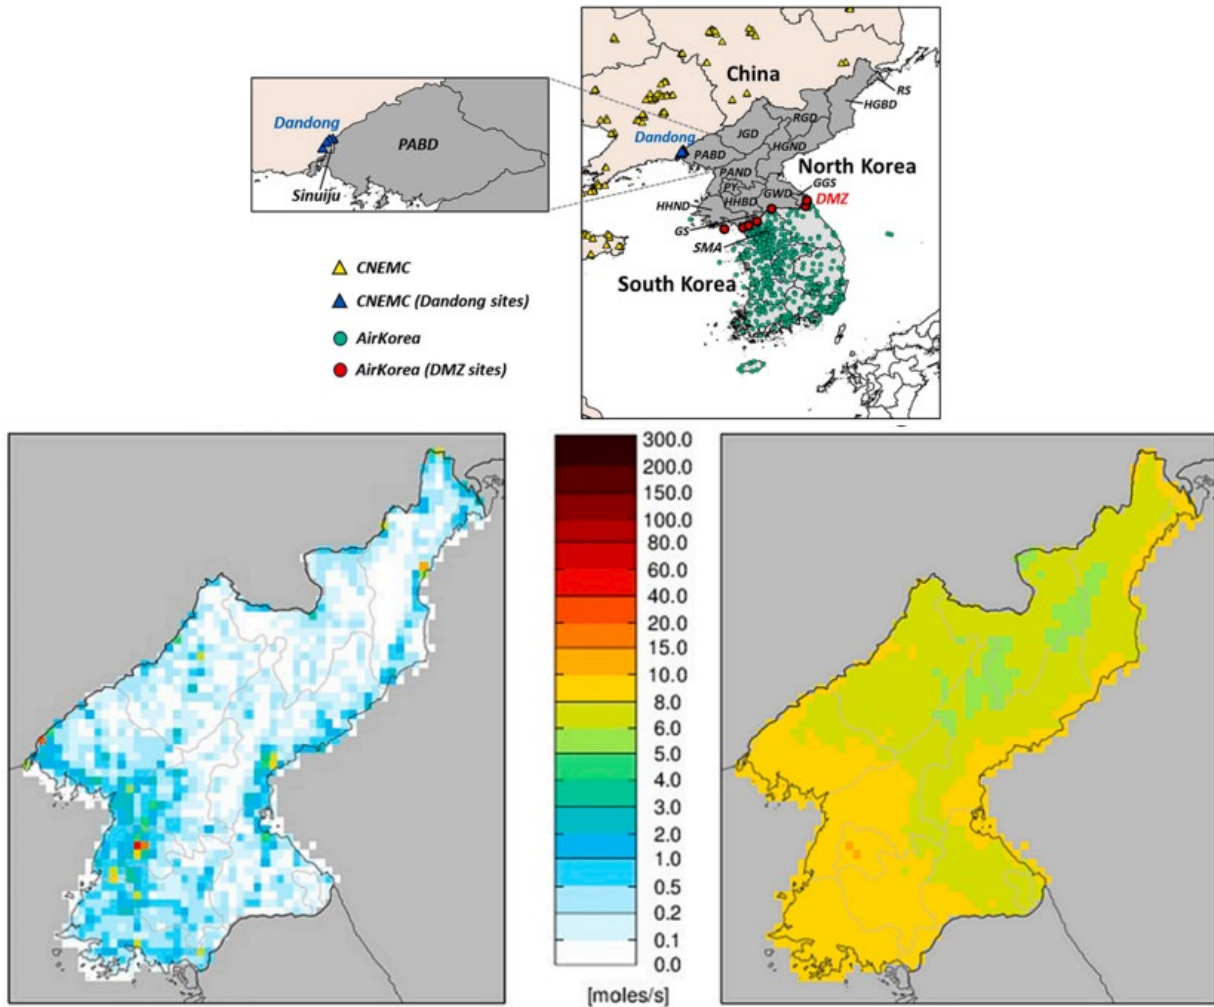 Dandong
PABD
Sinuiju
CNEMC
CNEMC (Dandong sites)
AirKorea
AirKorea (DMZ sites)
China
RS
HGBD
RGD
JGD
Dandong
HGND
PABD
North Korea
PAND
GGS
PY
GWD
DMZ
HHND
HHBD
GS
SMA
South Korea
300.0
200.0
150.0
100.0
80.0
60.0
40.0
20.0
15.0
10.0
8.0
6.0
5.0
4.0
3.0
2.0
1.0
0.5
0.2
0.1
0.0
[moles/s]